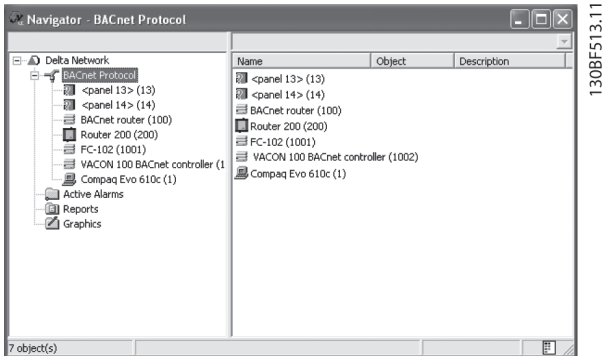 Navigator - BACnet Protocol
Delta Network
BACnet Protocol
<panel 13> (13)
<panel 14> (14)
BACnet router (100)
Router 200 (200)
FC-102 (1001)
VACON 100 BACnet controller (1
Compaq Evo 610c (1)
Active Alarms
Reports
Graphics
Name Object Description
<panel 13> (13)
<panel 14> (14)
BACnet router (100)
Router 200 (200)
FC-102 (1001)
VACON 100 BACnet controller (1002)
Compaq Evo 610c (1)
7 object(s)
130BF513.11